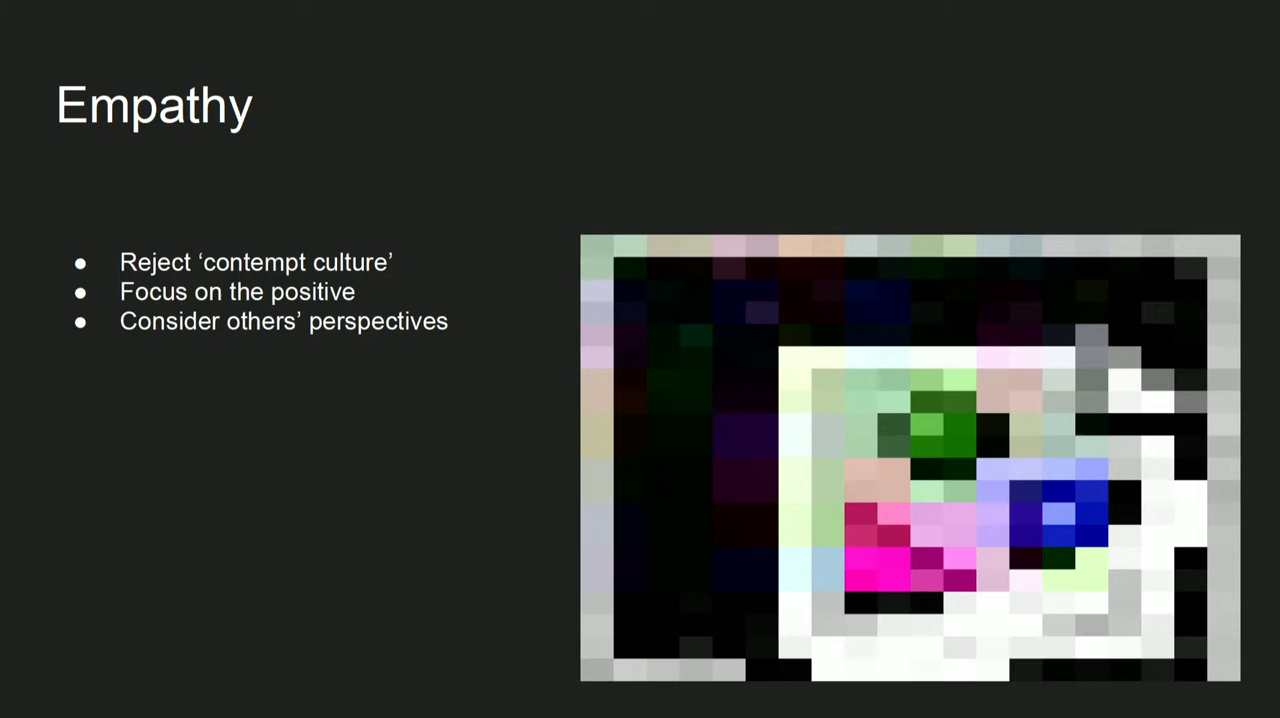 Empathy
● Reject ‘contempt culture’
● Focus on the positive
● Consider others’ perspectives